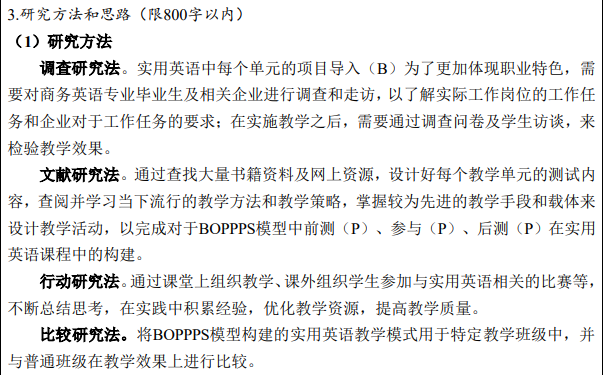 3.研究方法和思路（限800字以内）
（1）研究方法
调查研究法。实用英语中每个单元的项目导入（B）为了更加体现职业特色，需
要对商务英语专业毕业生及相关企业进行调查和走访，以了解实际工作岗位的工作任
务和企业对于工作任务的要求；在实施教学之后，需要通过调查问卷及学生访谈，来
检验教学效果。
文献研究法。通过查找大量书籍资料及网上资源，设计好每个教学单元的测试内
容，查阅并学习当下流行的教学方法和教学策略，掌握较为先进的教学手段和载体来
设计教学活动，以完成对于BOPPPS模型中前测（P）、参与（P）、后测（P）在实用
英语课程中的构建。
行动研究法。通过课堂上组织教学、课外组织学生参加与实用英语相关的比赛等，
不断总结思考，在实践中积累经验，优化教学资源，提高教学质量。
比较研究法。将BOPPPS模型构建的实用英语教学模式用于特定教学班级中，并
与普通班级在教学效果上进行比较。